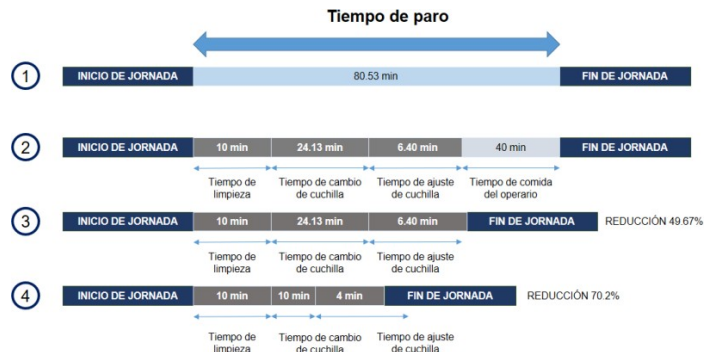 Tiempo de paro
1 INICIO DE JORNADA 80.53 min FIN DE JORNADA
2 INICIO DE JORNADA 10 min 24.13 min 6.40 min 40 min FIN DE JORNADA
Tiempo de limpieza
Tiempo de cambio de cuchilla
Tiempo de ajuste de cuchilla
Tiempo de comida del operario
3 INICIO DE JORNADA 10 min 24.13 min 6.40 min FIN DE JORNADA REDUCCIÓN 49.67%
Tiempo de limpieza
Tiempo de cambio de cuchilla
Tiempo de ajuste de cuchilla
4 INICIO DE JORNADA 10 min 10 min 4 min FIN DE JORNADA REDUCCIÓN 70.2%
Tiempo de limpieza
Tiempo de cambio de cuchilla
Tiempo de ajuste de cuchilla